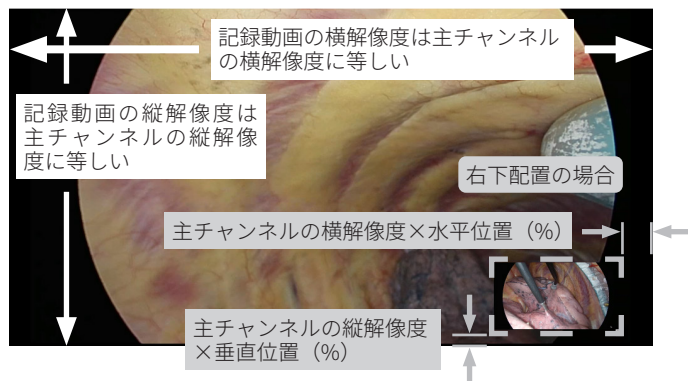 記録動画の横解像度は主チャンネル
の横解像度に等しい
記録動画の縦解像度は
主チャンネルの縦解像
度に等しい
右下配置の場合
主チャンネルの横解像度×水平位置（%）
主チャンネルの縦解像度
×垂直位置（%）